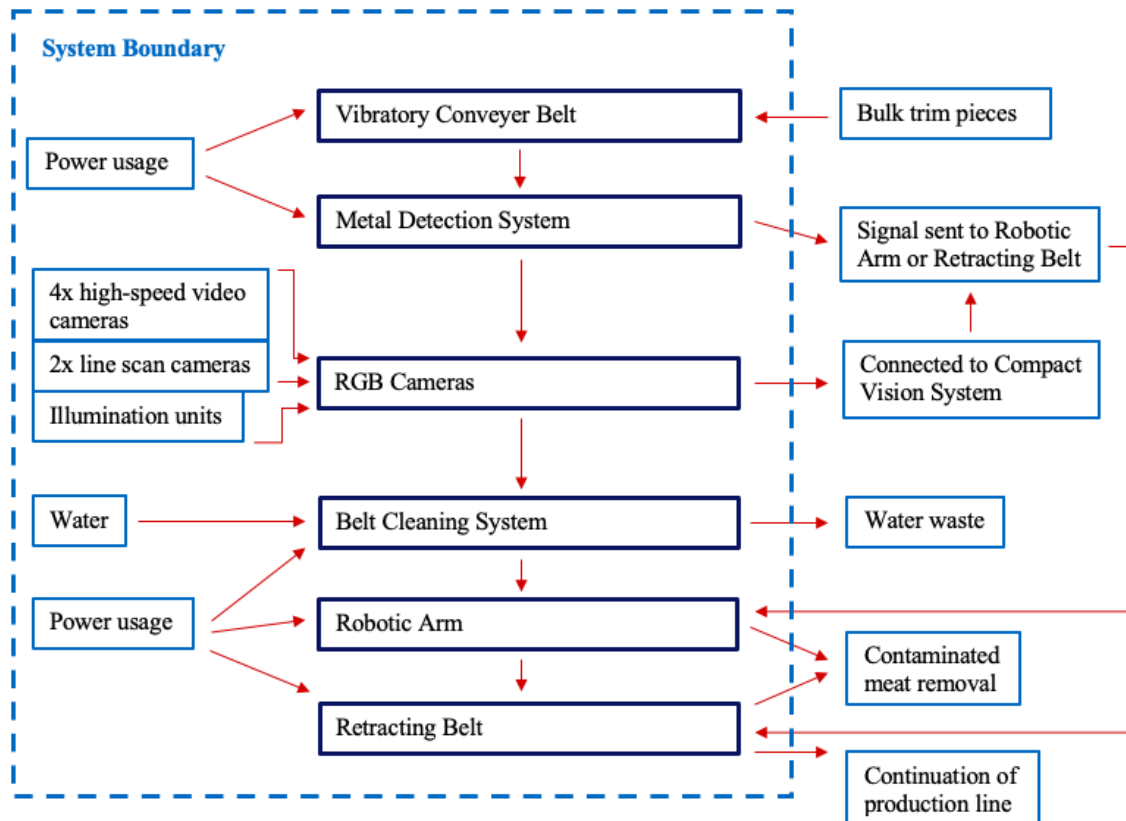 System Boundary
Vibratory Conveyer Belt
Bulk trim pieces
Power usage
Metal Detection System
Signal sent to Robotic
Arm or Retracting Belt
4x high-speed video
cameras
2x line scan cameras
Illumination units
RGB Cameras
Connected to Compact
Vision System
Water
Belt Cleaning System
Water waste
Power usage
Robotic Arm
Contaminated
meat removal
Retracting Belt
Continuation of
production line